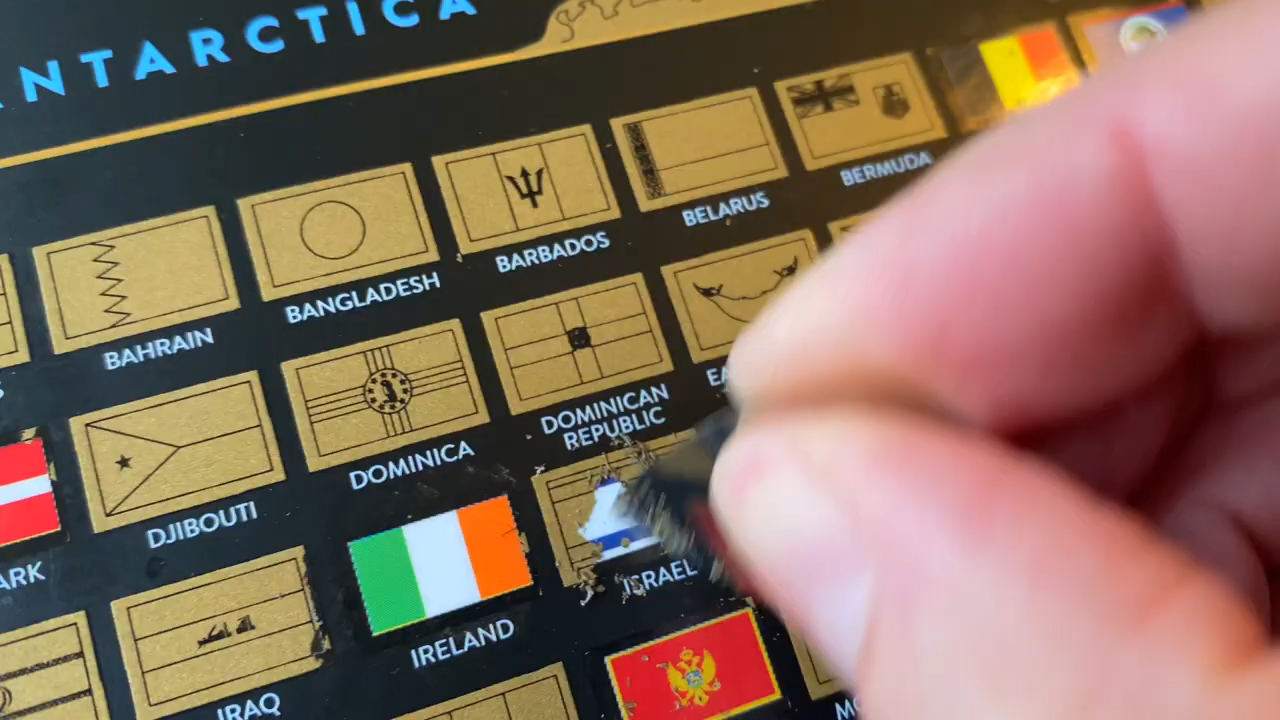 ANTARCTICA
BAHRAIN
BANGLADESH
BARBADOS
BELARUS
BERMUDA
DJIBOUTI
DOMINICA
DOMINICAN
REPUBLIC
IRAQ
IRELAND
ISRAEL